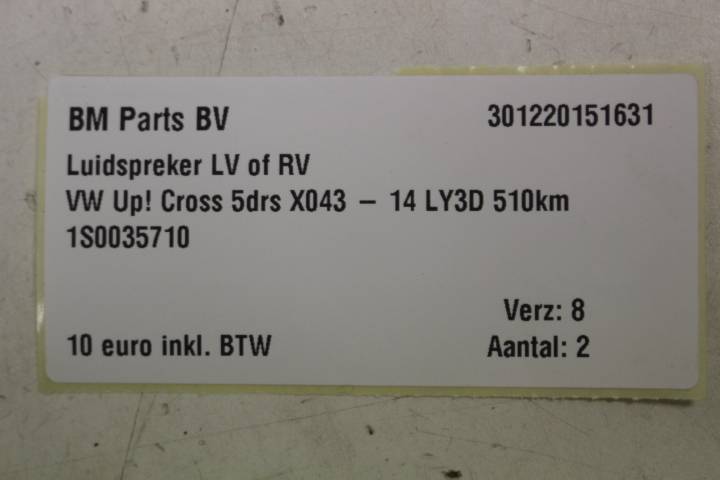 BM Parts BV 301220151631
Luidspreker LV of RV
VW Up! Cross 5drs X043 – 14 LY3D 510km
1S0035710
Verz: 8
10 euro inkl. BTW Aantal: 2